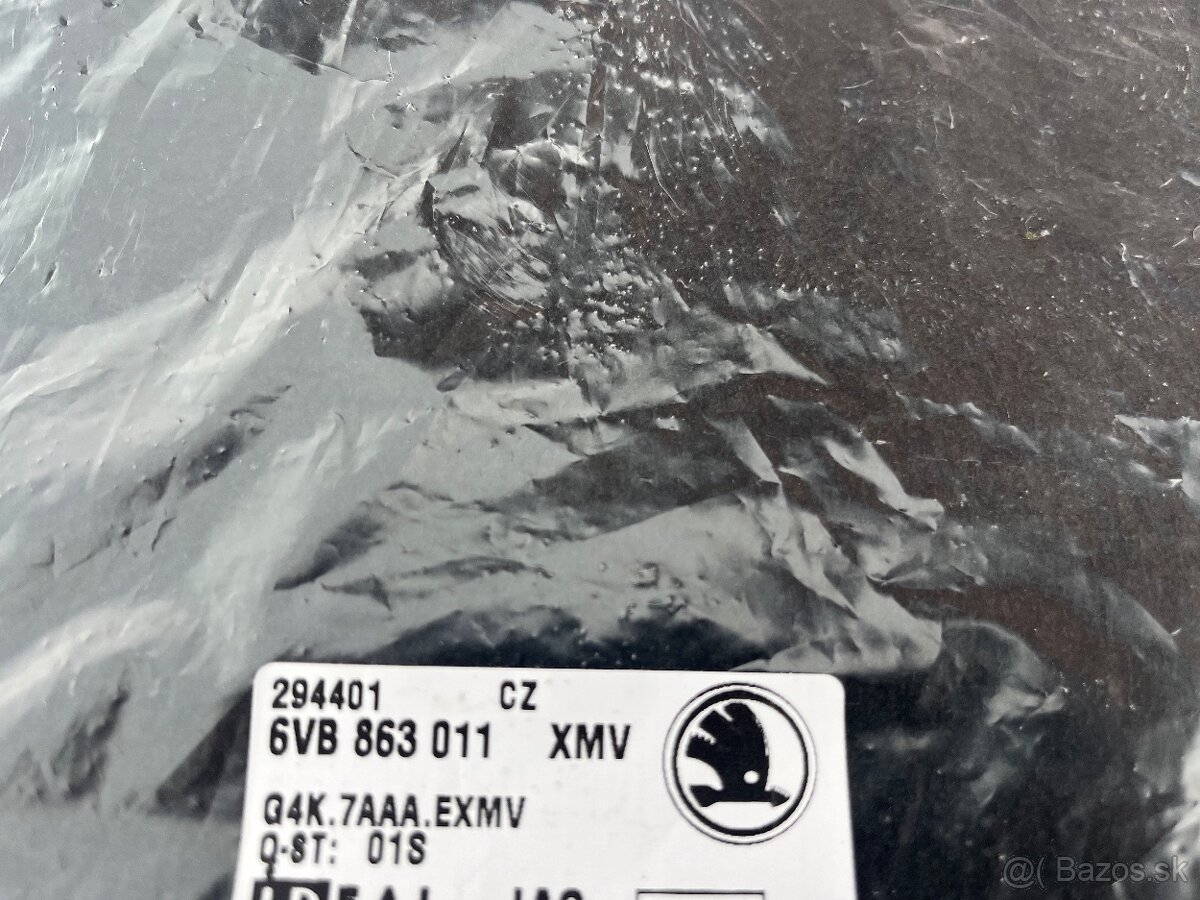 294401 CZ
6VB 863 011 XMV
Q4K.7AAA.EXMV
Q-ST: 01S
@( Bazos.sk